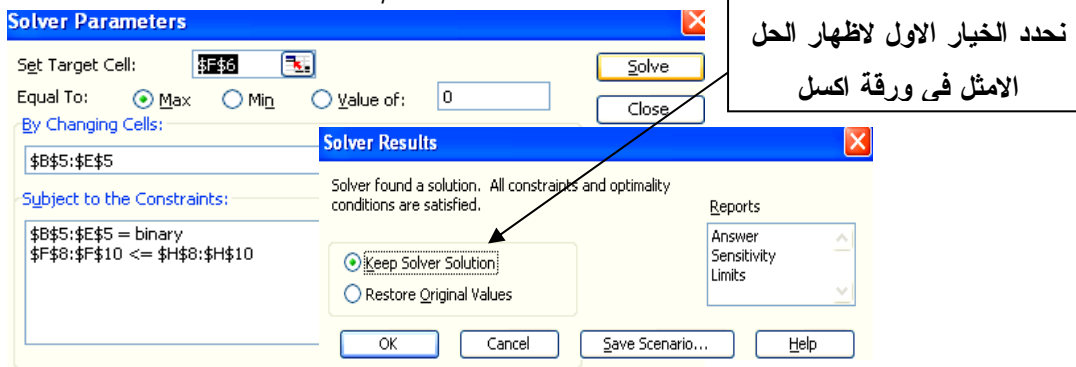 Solver Parameters
Set Target Cell: $F$6
Solve
Equal To: Max Min Value of: 0
Close
By Changing Cells:
$B$5:$E$5
Subject to the Constraints:
$B$5:$E$5 = binary
$F$8:$F$10 <= $H$8:$H$10
نحدد الخيار الاول لاظهار الحل
الامثل في ورقة اكسل
Solver Results
Solver found a solution. All constraints and optimality
conditions are satisfied.
Reports
Answer
Sensitivity
Limits
Keep Solver Solution
Restore Original Values
OK Cancel Save Scenario... Help